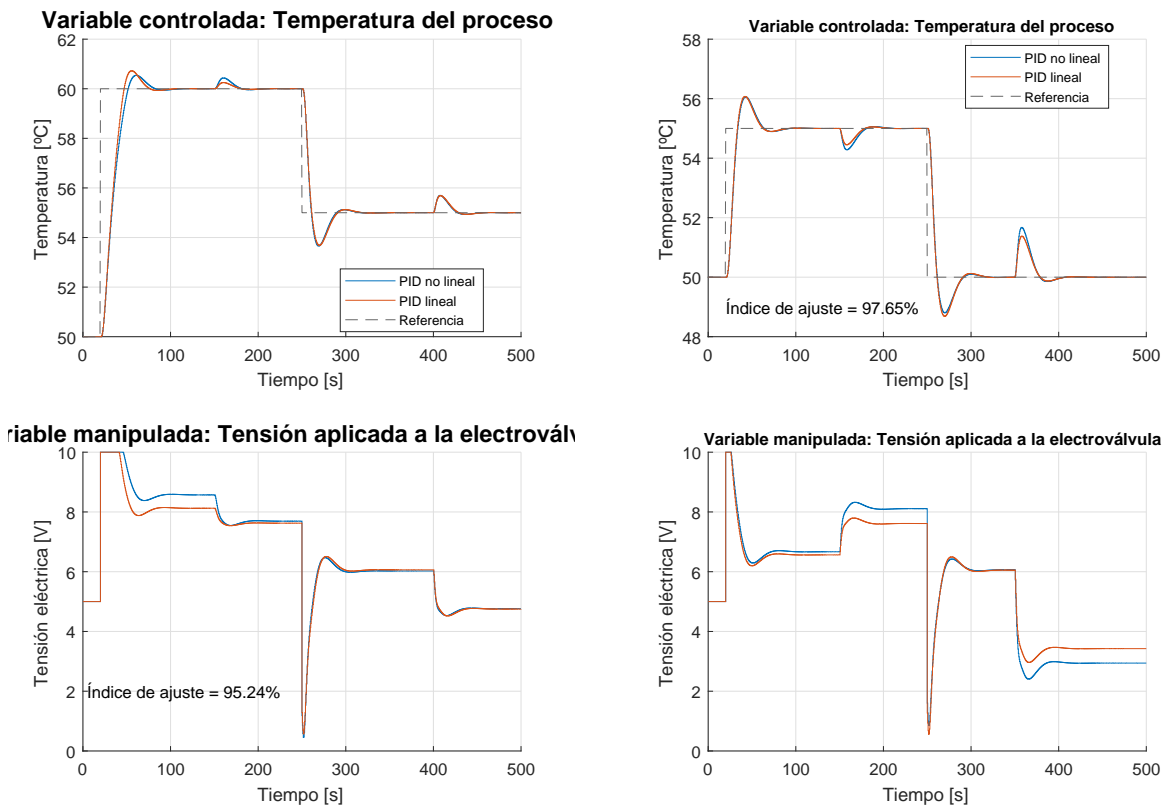 Variable controlada: Temperatura del proceso
62
60
58
56
54
52
50
Temperatura [ºC]
PID no lineal
PID lineal
Referencia
0 100 200 300 400 500
Tiempo [s]
Variable controlada: Temperatura del proceso
58
56
54
52
50
48
Temperatura [ºC]
PID no lineal
PID lineal
Referencia
Índice de ajuste = 97.65%
0 100 200 300 400 500
Tiempo [s]
riable manipulada: Tensión aplicada a la electroválv
10
8
6
4
2
0
Tensión eléctrica [V]
Índice de ajuste = 95.24%
0 100 200 300 400 500
Tiempo [s]
Variable manipulada: Tensión aplicada a la electroválvula
10
8
6
4
2
0
Tensión eléctrica [V]
0 100 200 300 400 500
Tiempo [s]